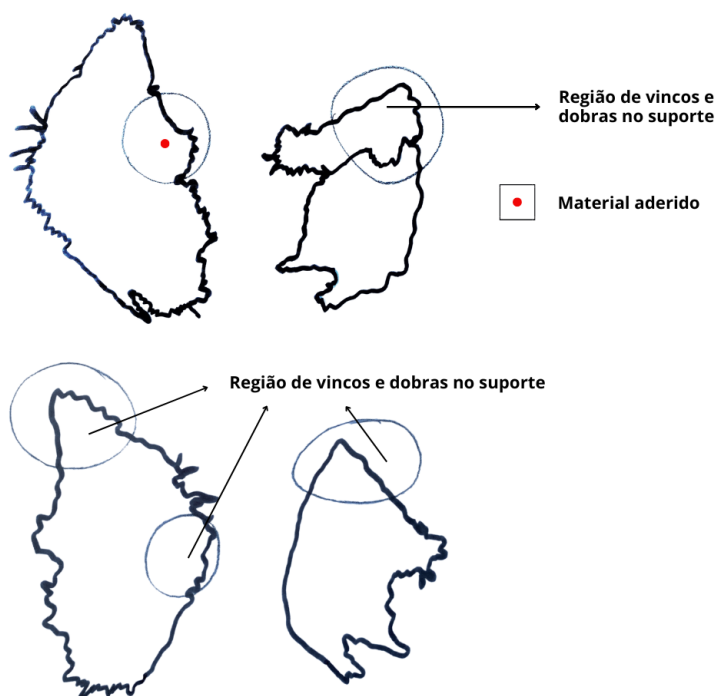 Região de vincos e
dobras no suporte
Material aderido
Região de vincos e dobras no suporte